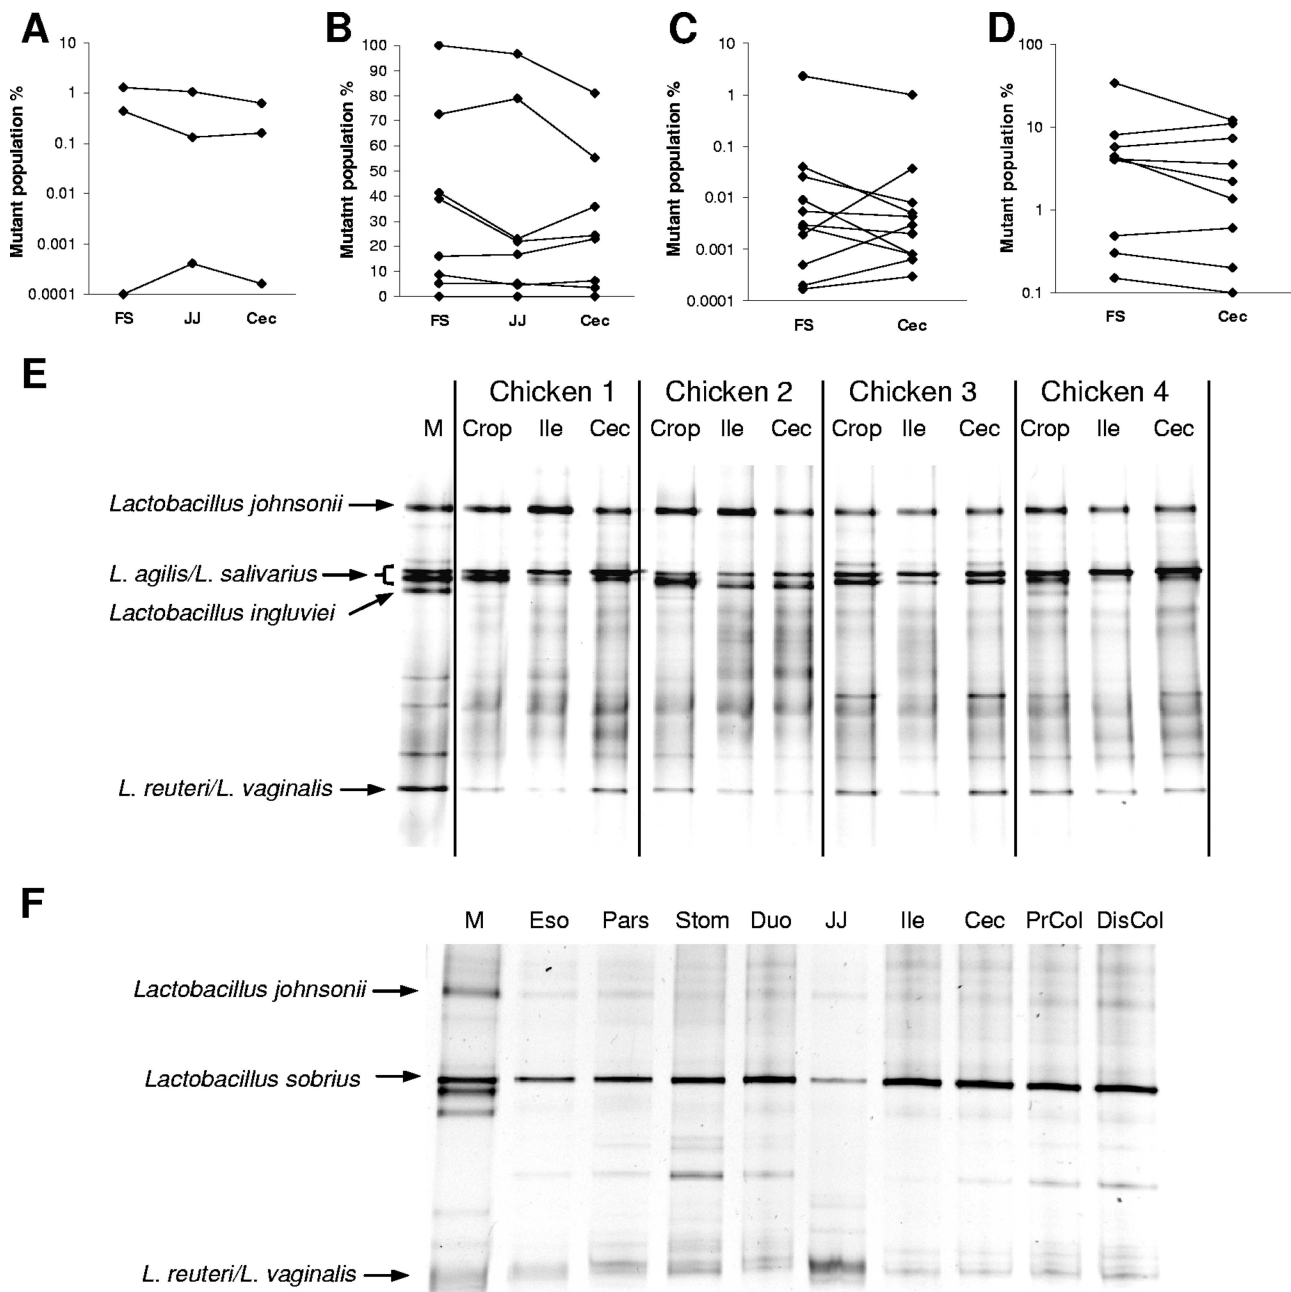 A
Mutant population %
10
1
0.1
0.01
0.001
0.0001
FS JJ Cec
B
Mutatnt population %
100
90
80
70
60
50
40
30
20
10
0
FS JJ Cec
C
Mutant population %
10
1
0.1
0.01
0.001
0.0001
FS Cec
D
Mutant population %
100
10
1
0.1
FS Cec
E
Chicken 1 Chicken 2 Chicken 3 Chicken 4
M Crop Ile Cec Crop Ile Cec Crop Ile Cec Crop Ile Cec
Lactobacillus johnsonii
L. agilis/L. salivarius
Lactobacillus ingluviei
L. reuteri/L. vaginalis
F
M Eso Pars Stom Duo JJ Ile Cec PrCol DisCol
Lactobacillus johnsonii
Lactobacillus sobrius
L. reuteri/L. vaginalis